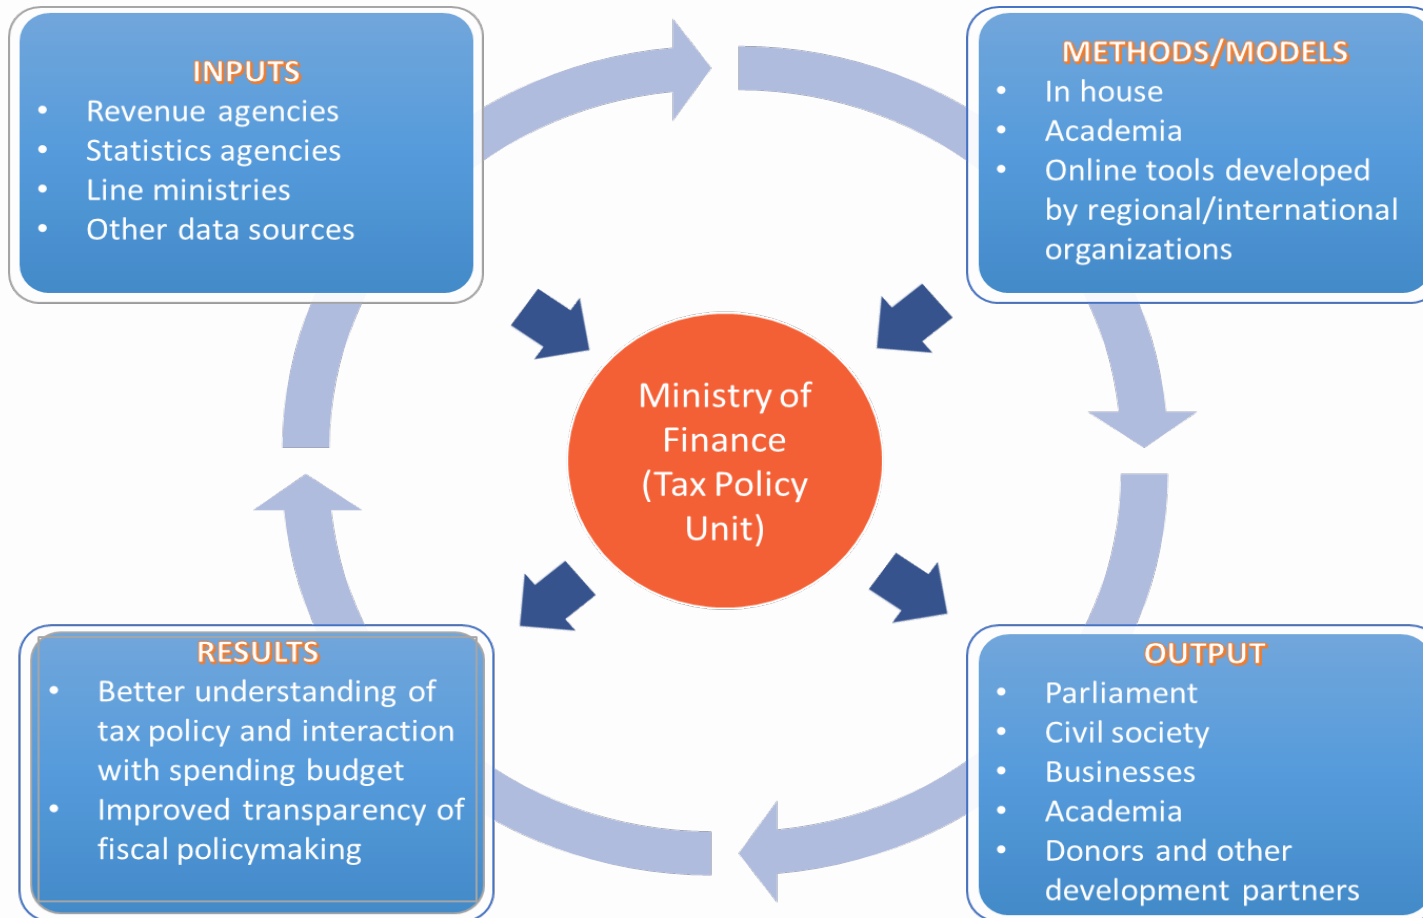 INPUTS
• Revenue agencies
• Statistics agencies
• Line ministries
• Other data sources
METHODS/MODELS
• In house
• Academia
• Online tools developed
by regional/international
organizations
Ministry of
Finance
(Tax Policy
Unit)
RESULTS
• Better understanding of
tax policy and interaction
with spending budget
• Improved transparency of
fiscal policymaking
OUTPUT
• Parliament
• Civil society
• Businesses
• Academia
• Donors and other
development partners